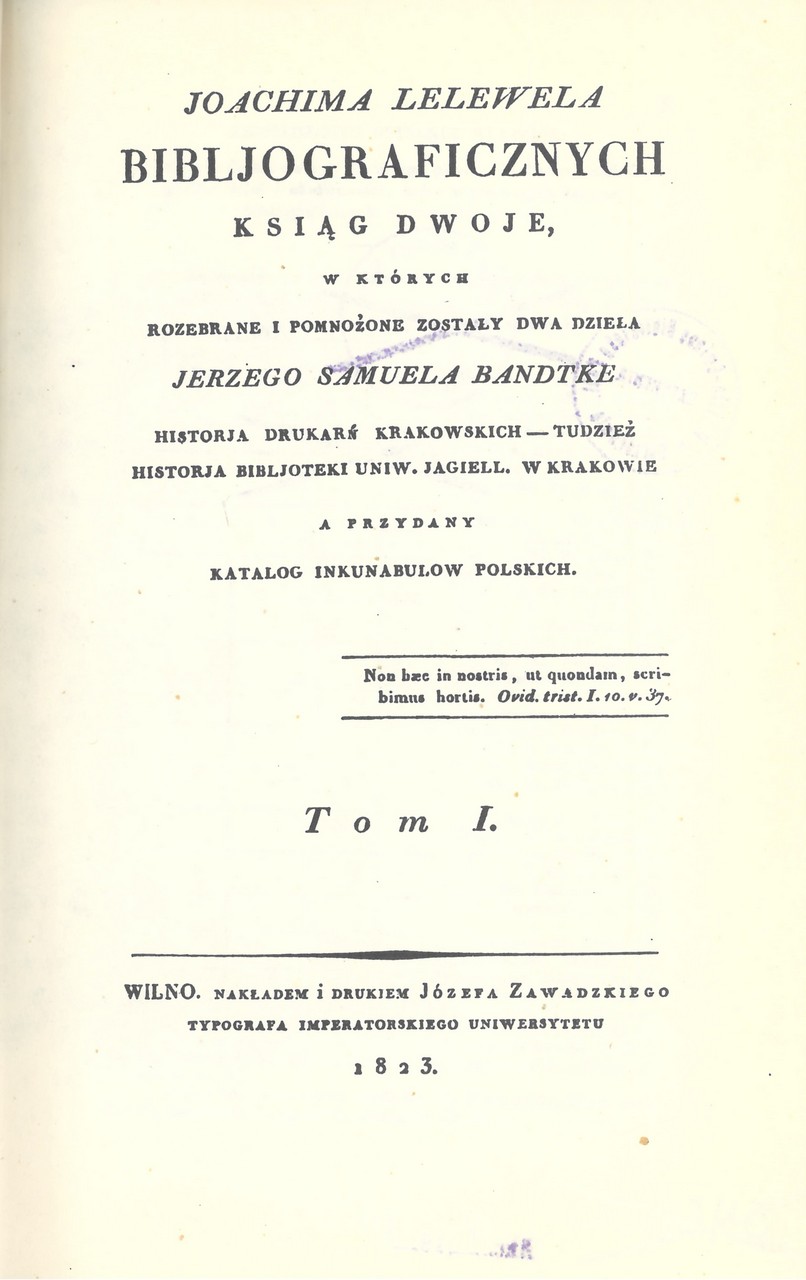 JOACHIMA LELEWELA
BIBLJOGRAFICZNYCH
KSIĄG DWOJE,
W KTÓRYCH
ROZEBRANE I POMNOŻONE ZOSTAŁY DWA DZIEŁA
JERZEGO SAMUELA BANDTKE
HISTORJA DRUKARŃ KRAKOWSKICH — TUDZIEŻ
HISTORJA BIBLJOTEKI UNIW. JAGIELL. W KRAKOWIE
A PRZYDANY
KATALOG INKUNABULOW POLSKICH.
Non hæc in nostris, ut quondam, scri-
bimus hortis. Ovid. trist. I. 10. v. 37.
Tom I.
WILNO. NAKŁADEM i DRUKIEM JÓZEFA ZAWADZKIEGO
TYPOGRAFA IMPERATORSKIEGO UNIWERSYTETU
1823.